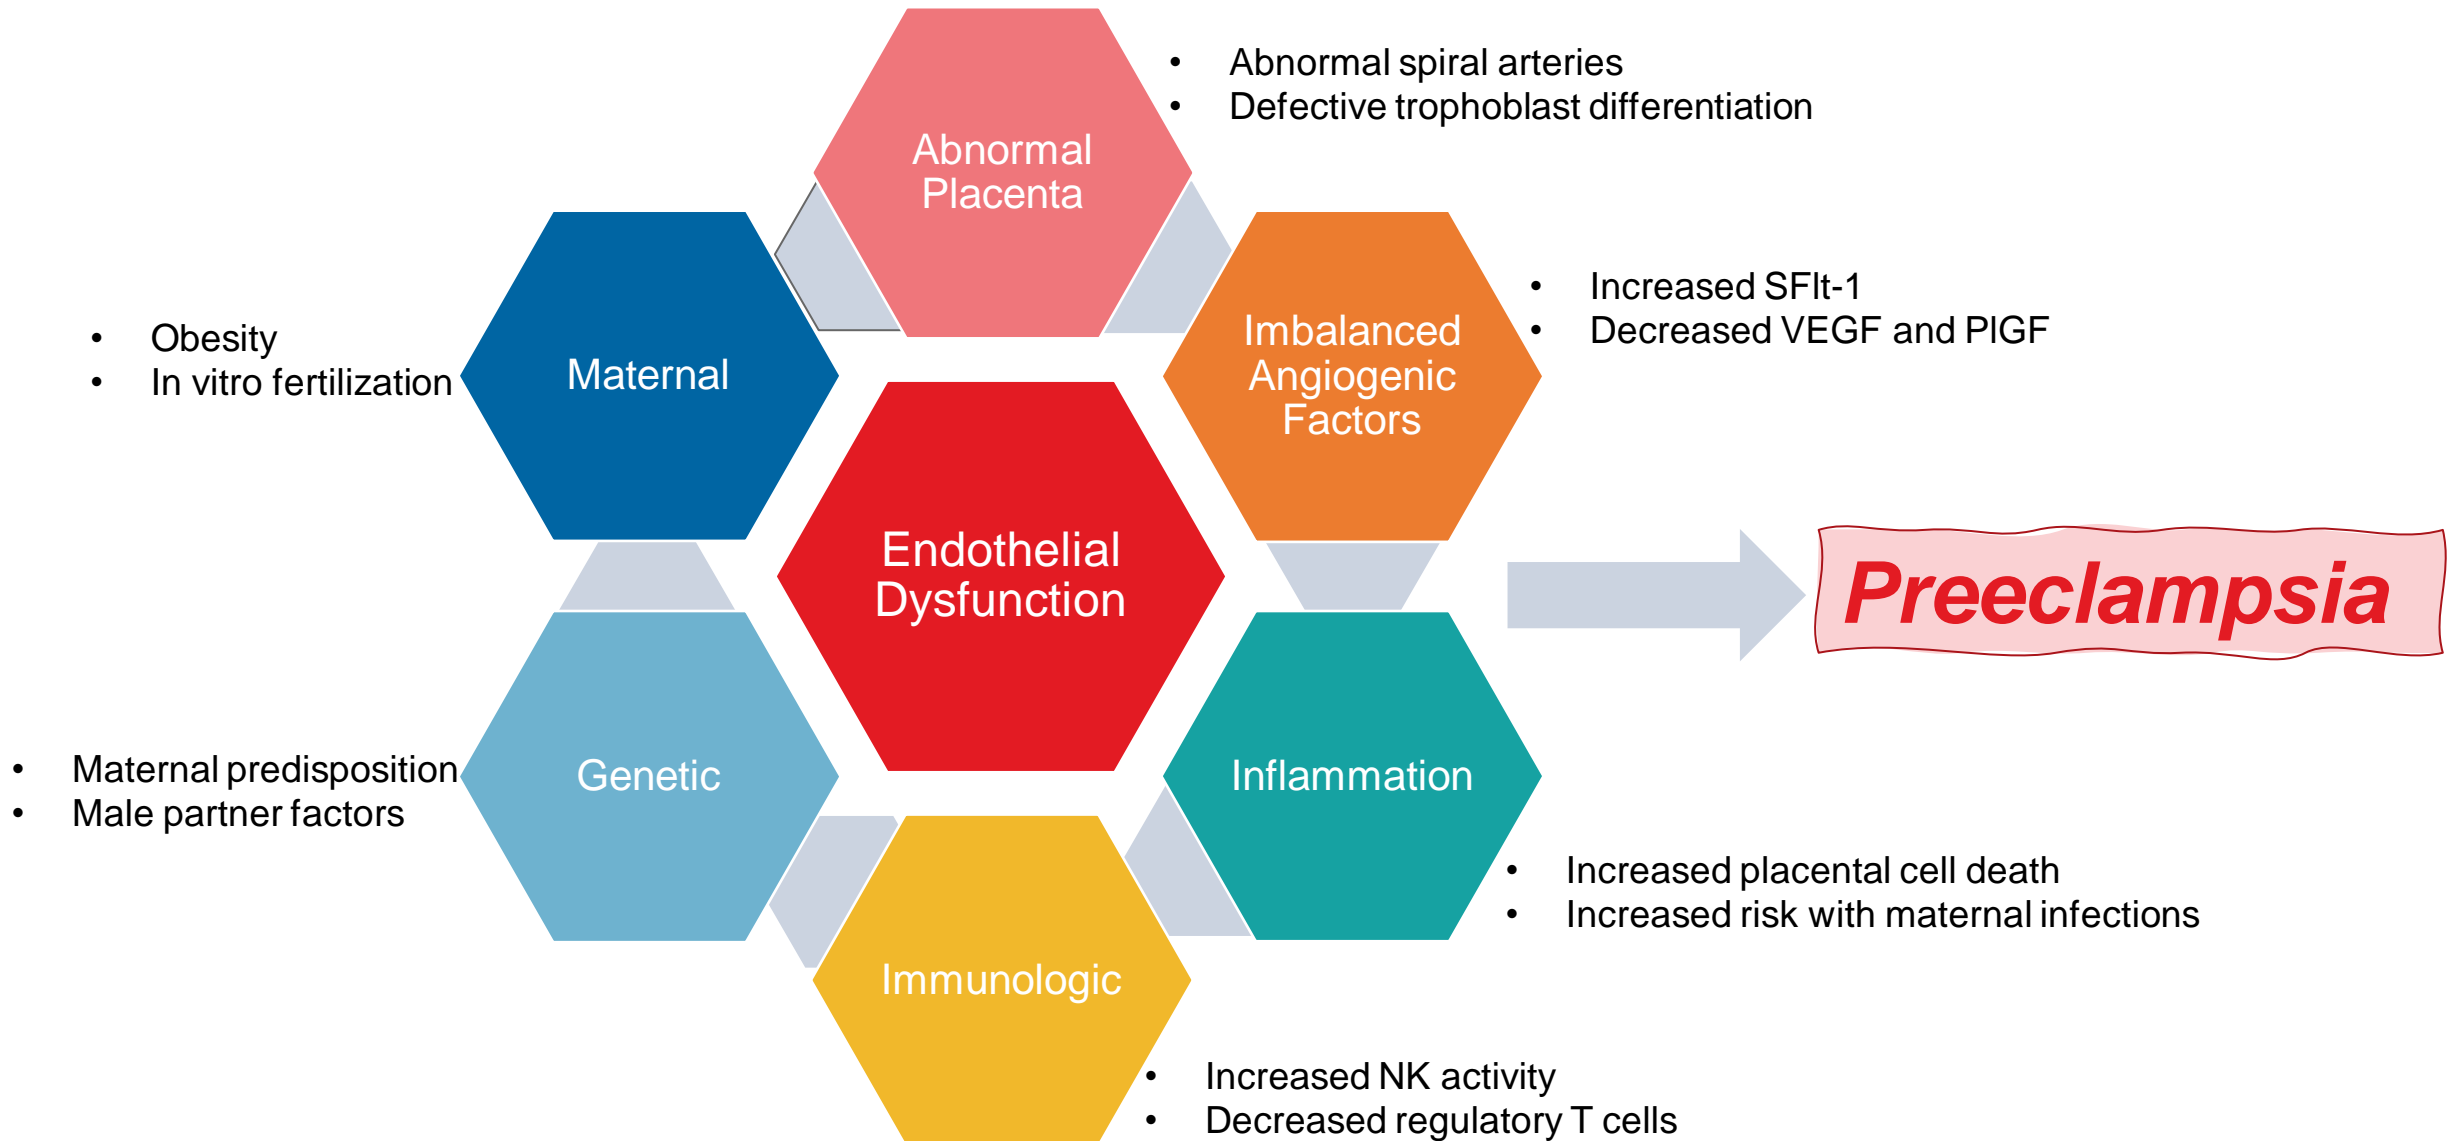 Abnormal
Placenta
• Abnormal spiral arteries
• Defective trophoblast differentiation
Imbalanced
Angiogenic
Factors
• Increased SFlt-1
• Decreased VEGF and PlGF
Maternal
• Obesity
• In vitro fertilization
Endothelial
Dysfunction
Preeclampsia
Genetic
• Maternal predisposition
• Male partner factors
Inflammation
• Increased placental cell death
• Increased risk with maternal infections
Immunologic
• Increased NK activity
• Decreased regulatory T cells